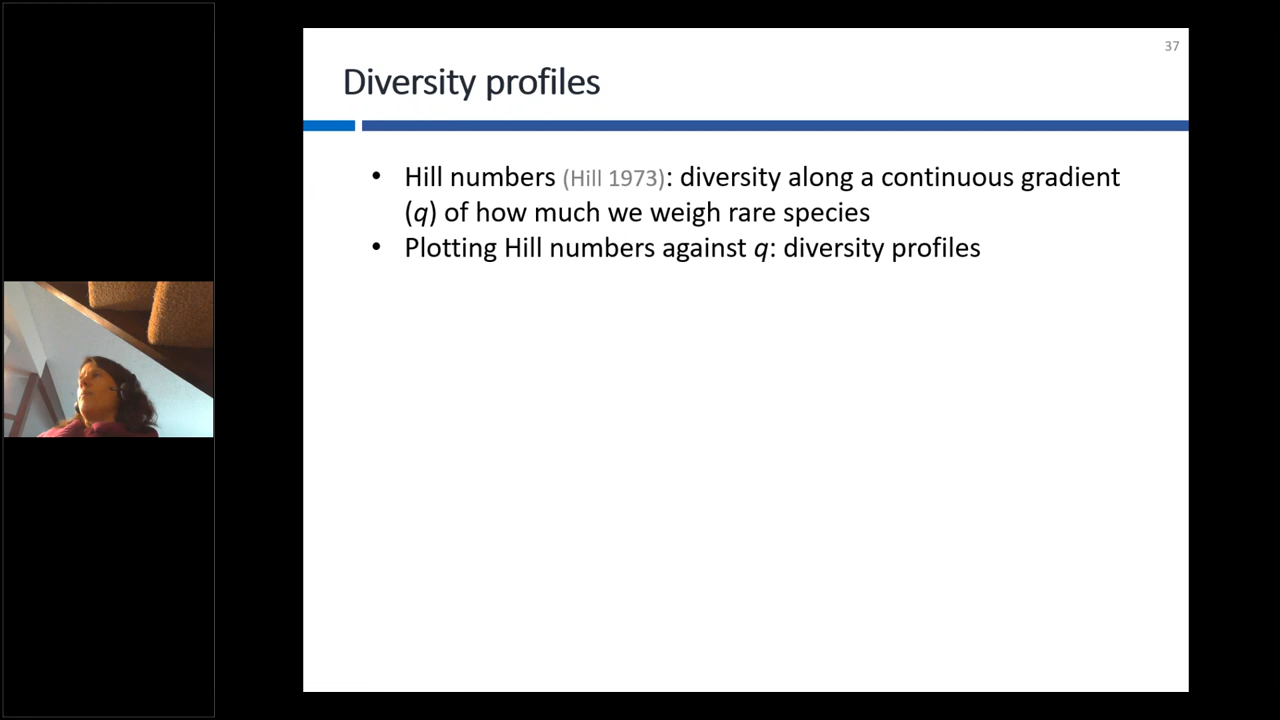 37
Diversity profiles
• Hill numbers (Hill 1973): diversity along a continuous gradient
(q) of how much we weigh rare species
• Plotting Hill numbers against q: diversity profiles